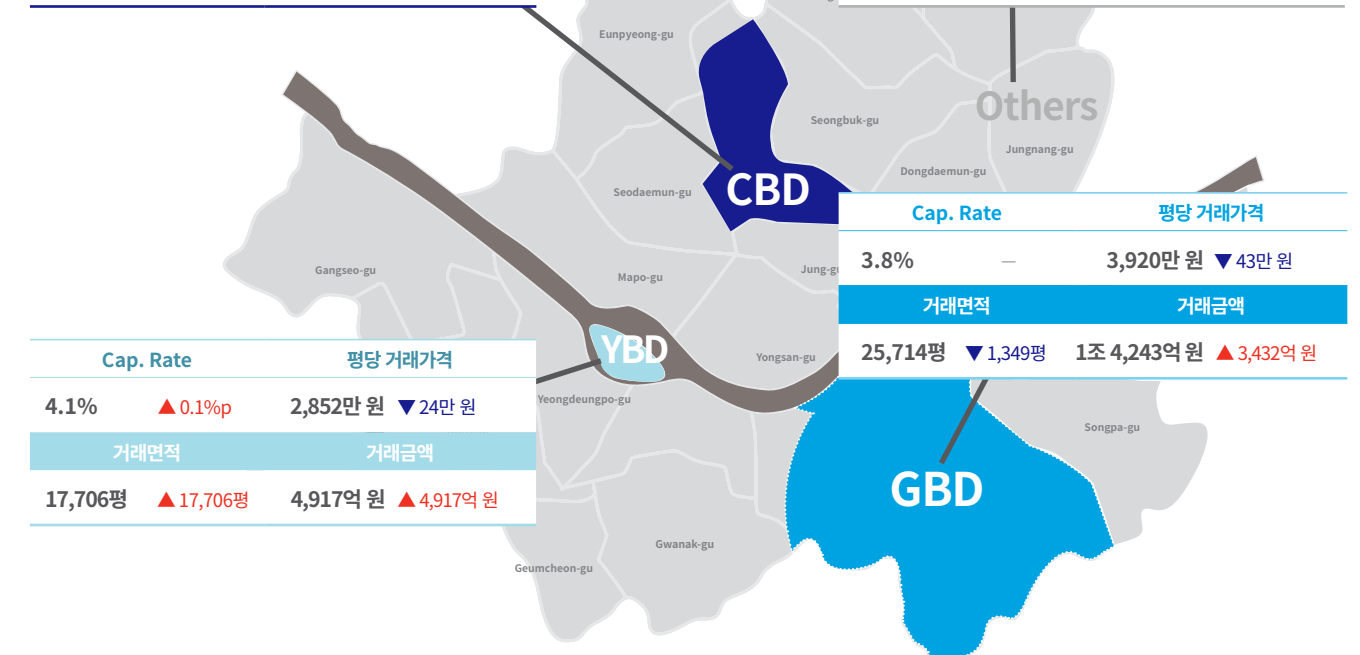 Eunpyeong-gu
Others
Seongbuk-gu
Jungnang-gu
Dongdaemun-gu
CBD
Seodaemun-gu
Cap. Rate 평당 거래가격
3.8% – 3,920만 원 ▼ 43만 원
거래면적 거래금액
25,714평 ▼ 1,349평 1조 4,243억 원 ▲ 3,432억 원
Gangseo-gu
Mapo-gu
Jung-gu
YBD
Yongsan-gu
Cap. Rate 평당 거래가격
4.1% ▲ 0.1%p 2,852만 원 ▼ 24만 원
거래면적 거래금액
17,706평 ▲ 17,706평 4,917억 원 ▲ 4,917억 원
Yeongdeungpo-gu
Songpa-gu
GBD
Gwanak-gu
Geumcheon-gu